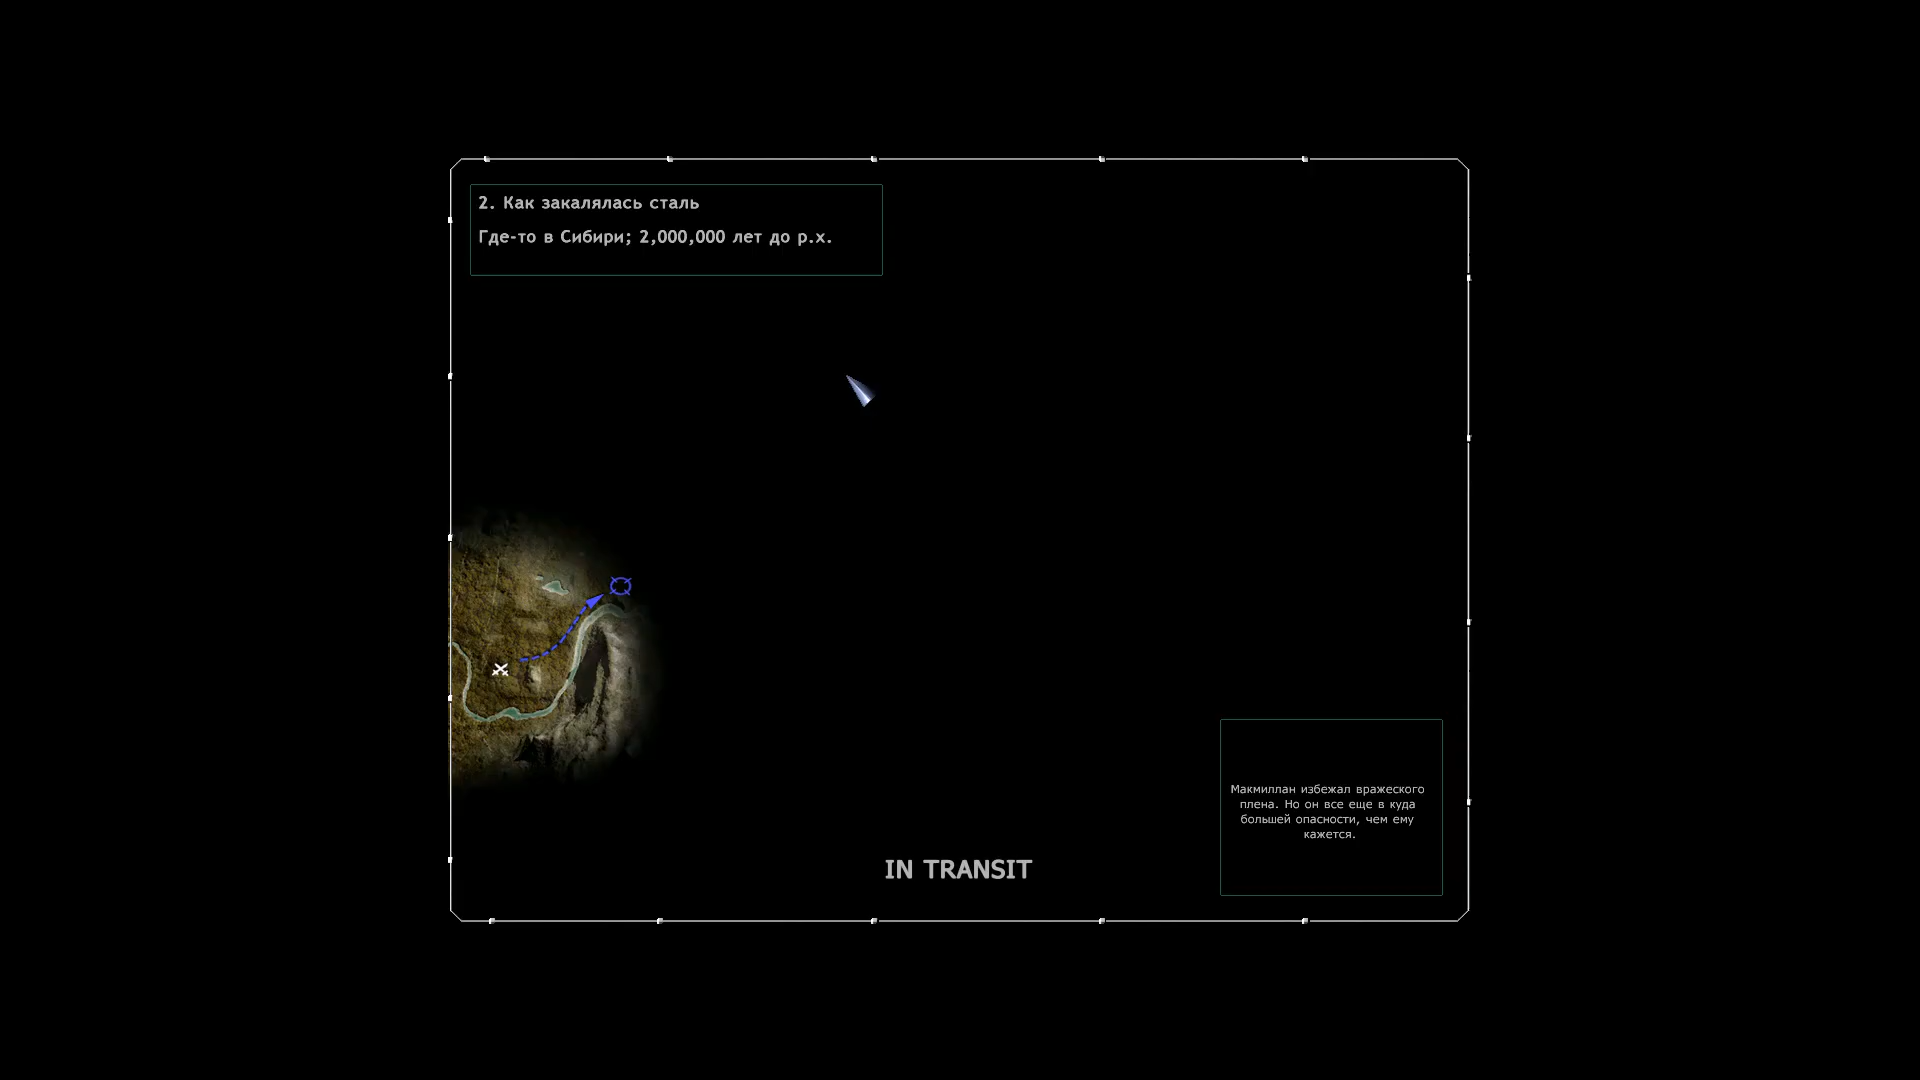 2. Как закалялась сталь
Где-то в Сибири; 2,000,000 лет до р.х.
Макмиллан избежал вражеского
плена. Но он все еще в куда
большей опасности, чем ему
кажется.
IN TRANSIT